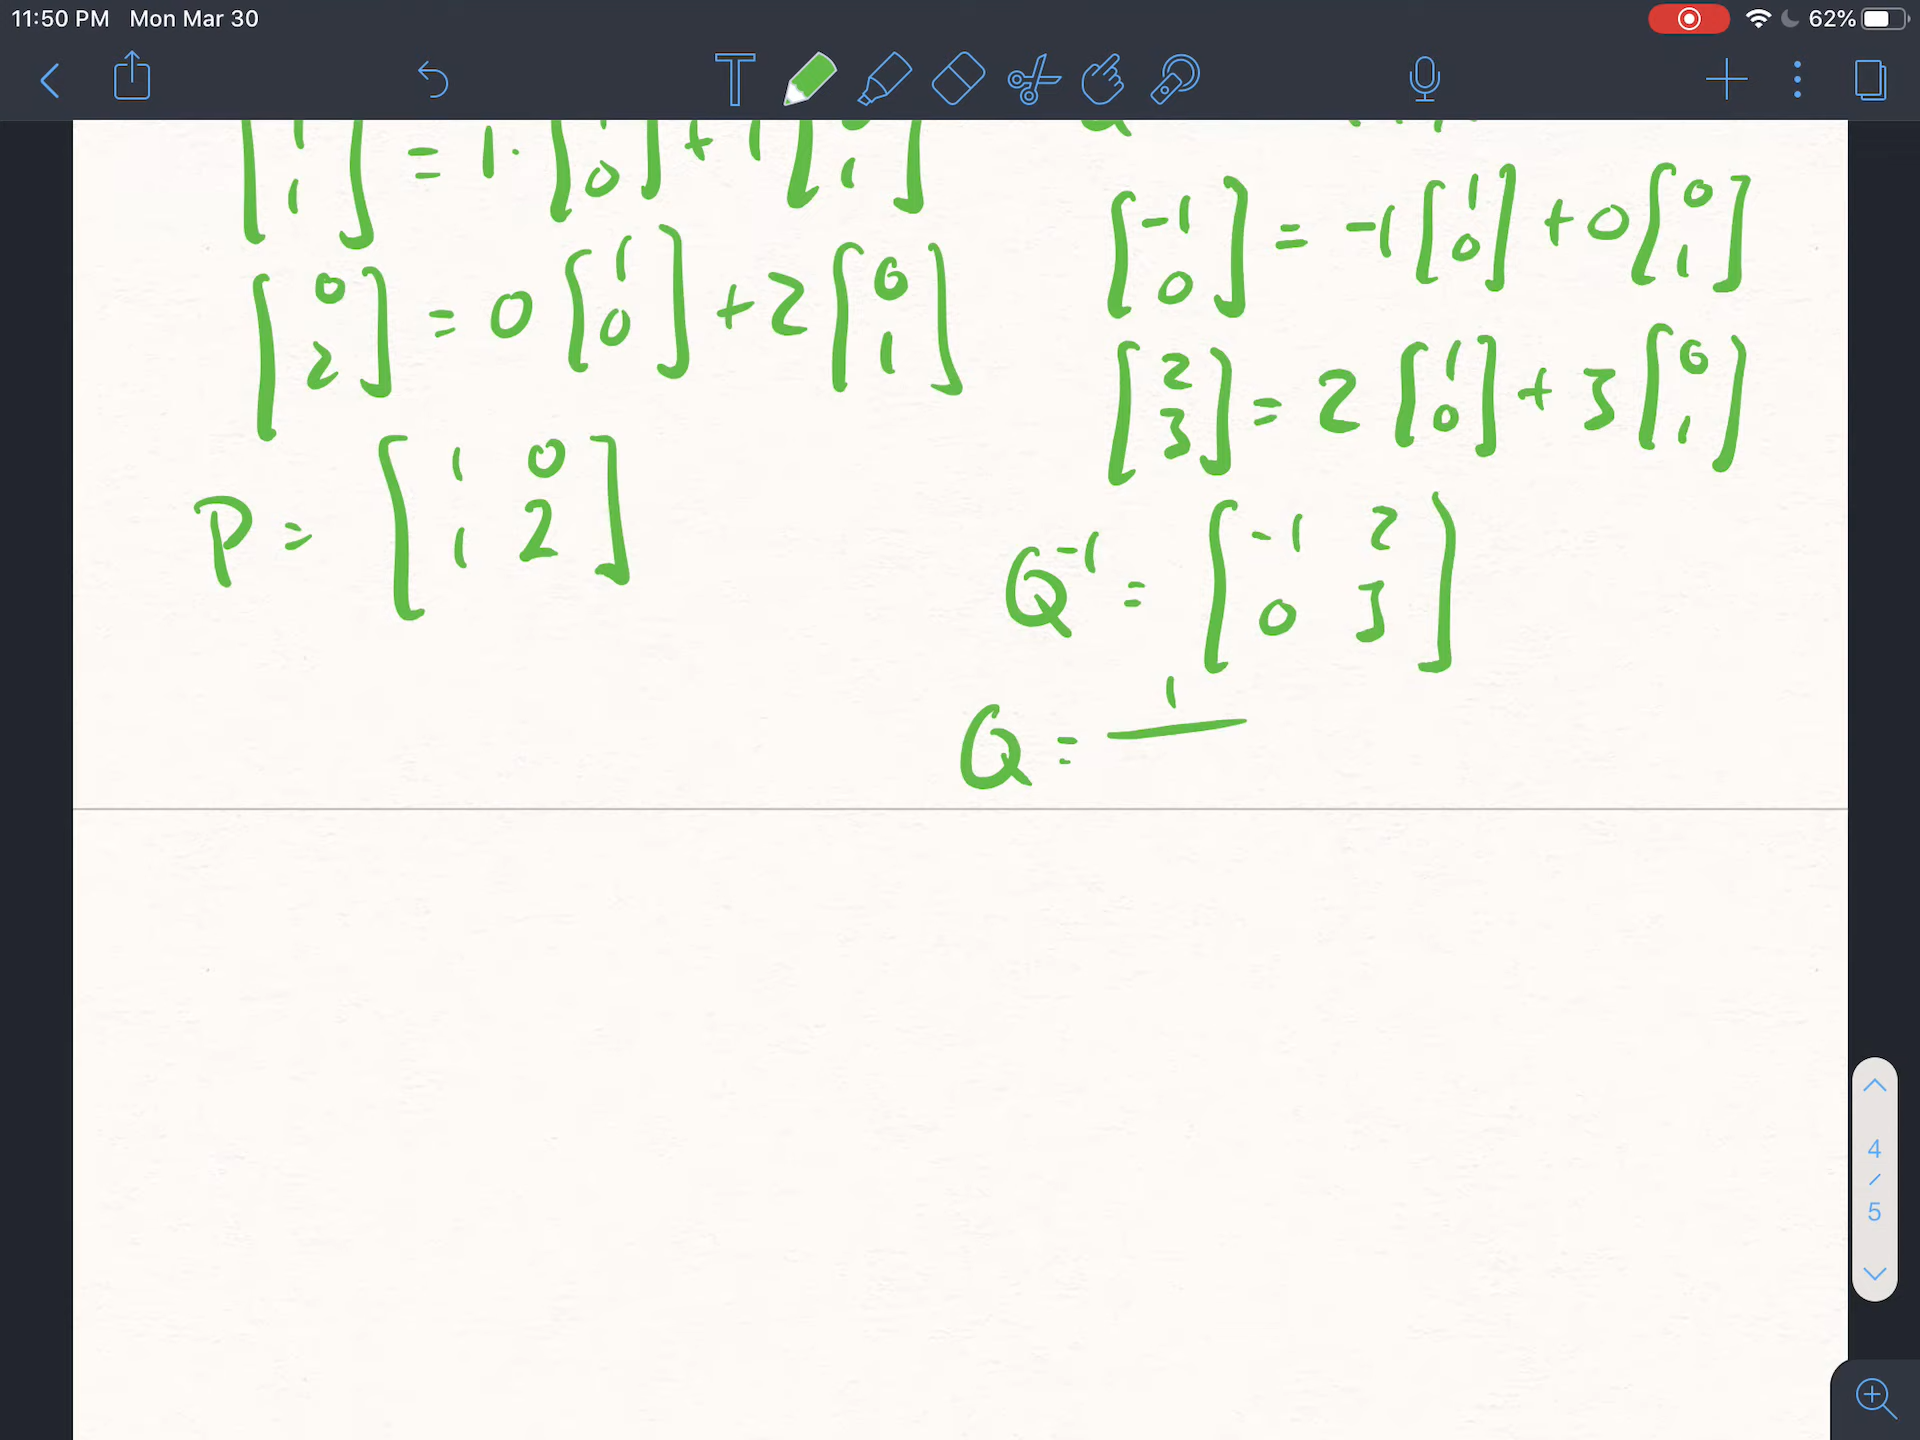 11:50 PM Mon Mar 30
62%
T
[1 1] = 1 · [1 0] + 1 [0 1]
[0 2] = 0 [1 0] + 2 [0 1]
P = [1 0
1 2]
Q
[-1 0] = -1 [1 0] + 0 [0 1]
[2 3] = 2 [1 0] + 3 [0 1]
Q⁻¹ = [-1 2
0 3]
Q = 1/
4
/
5